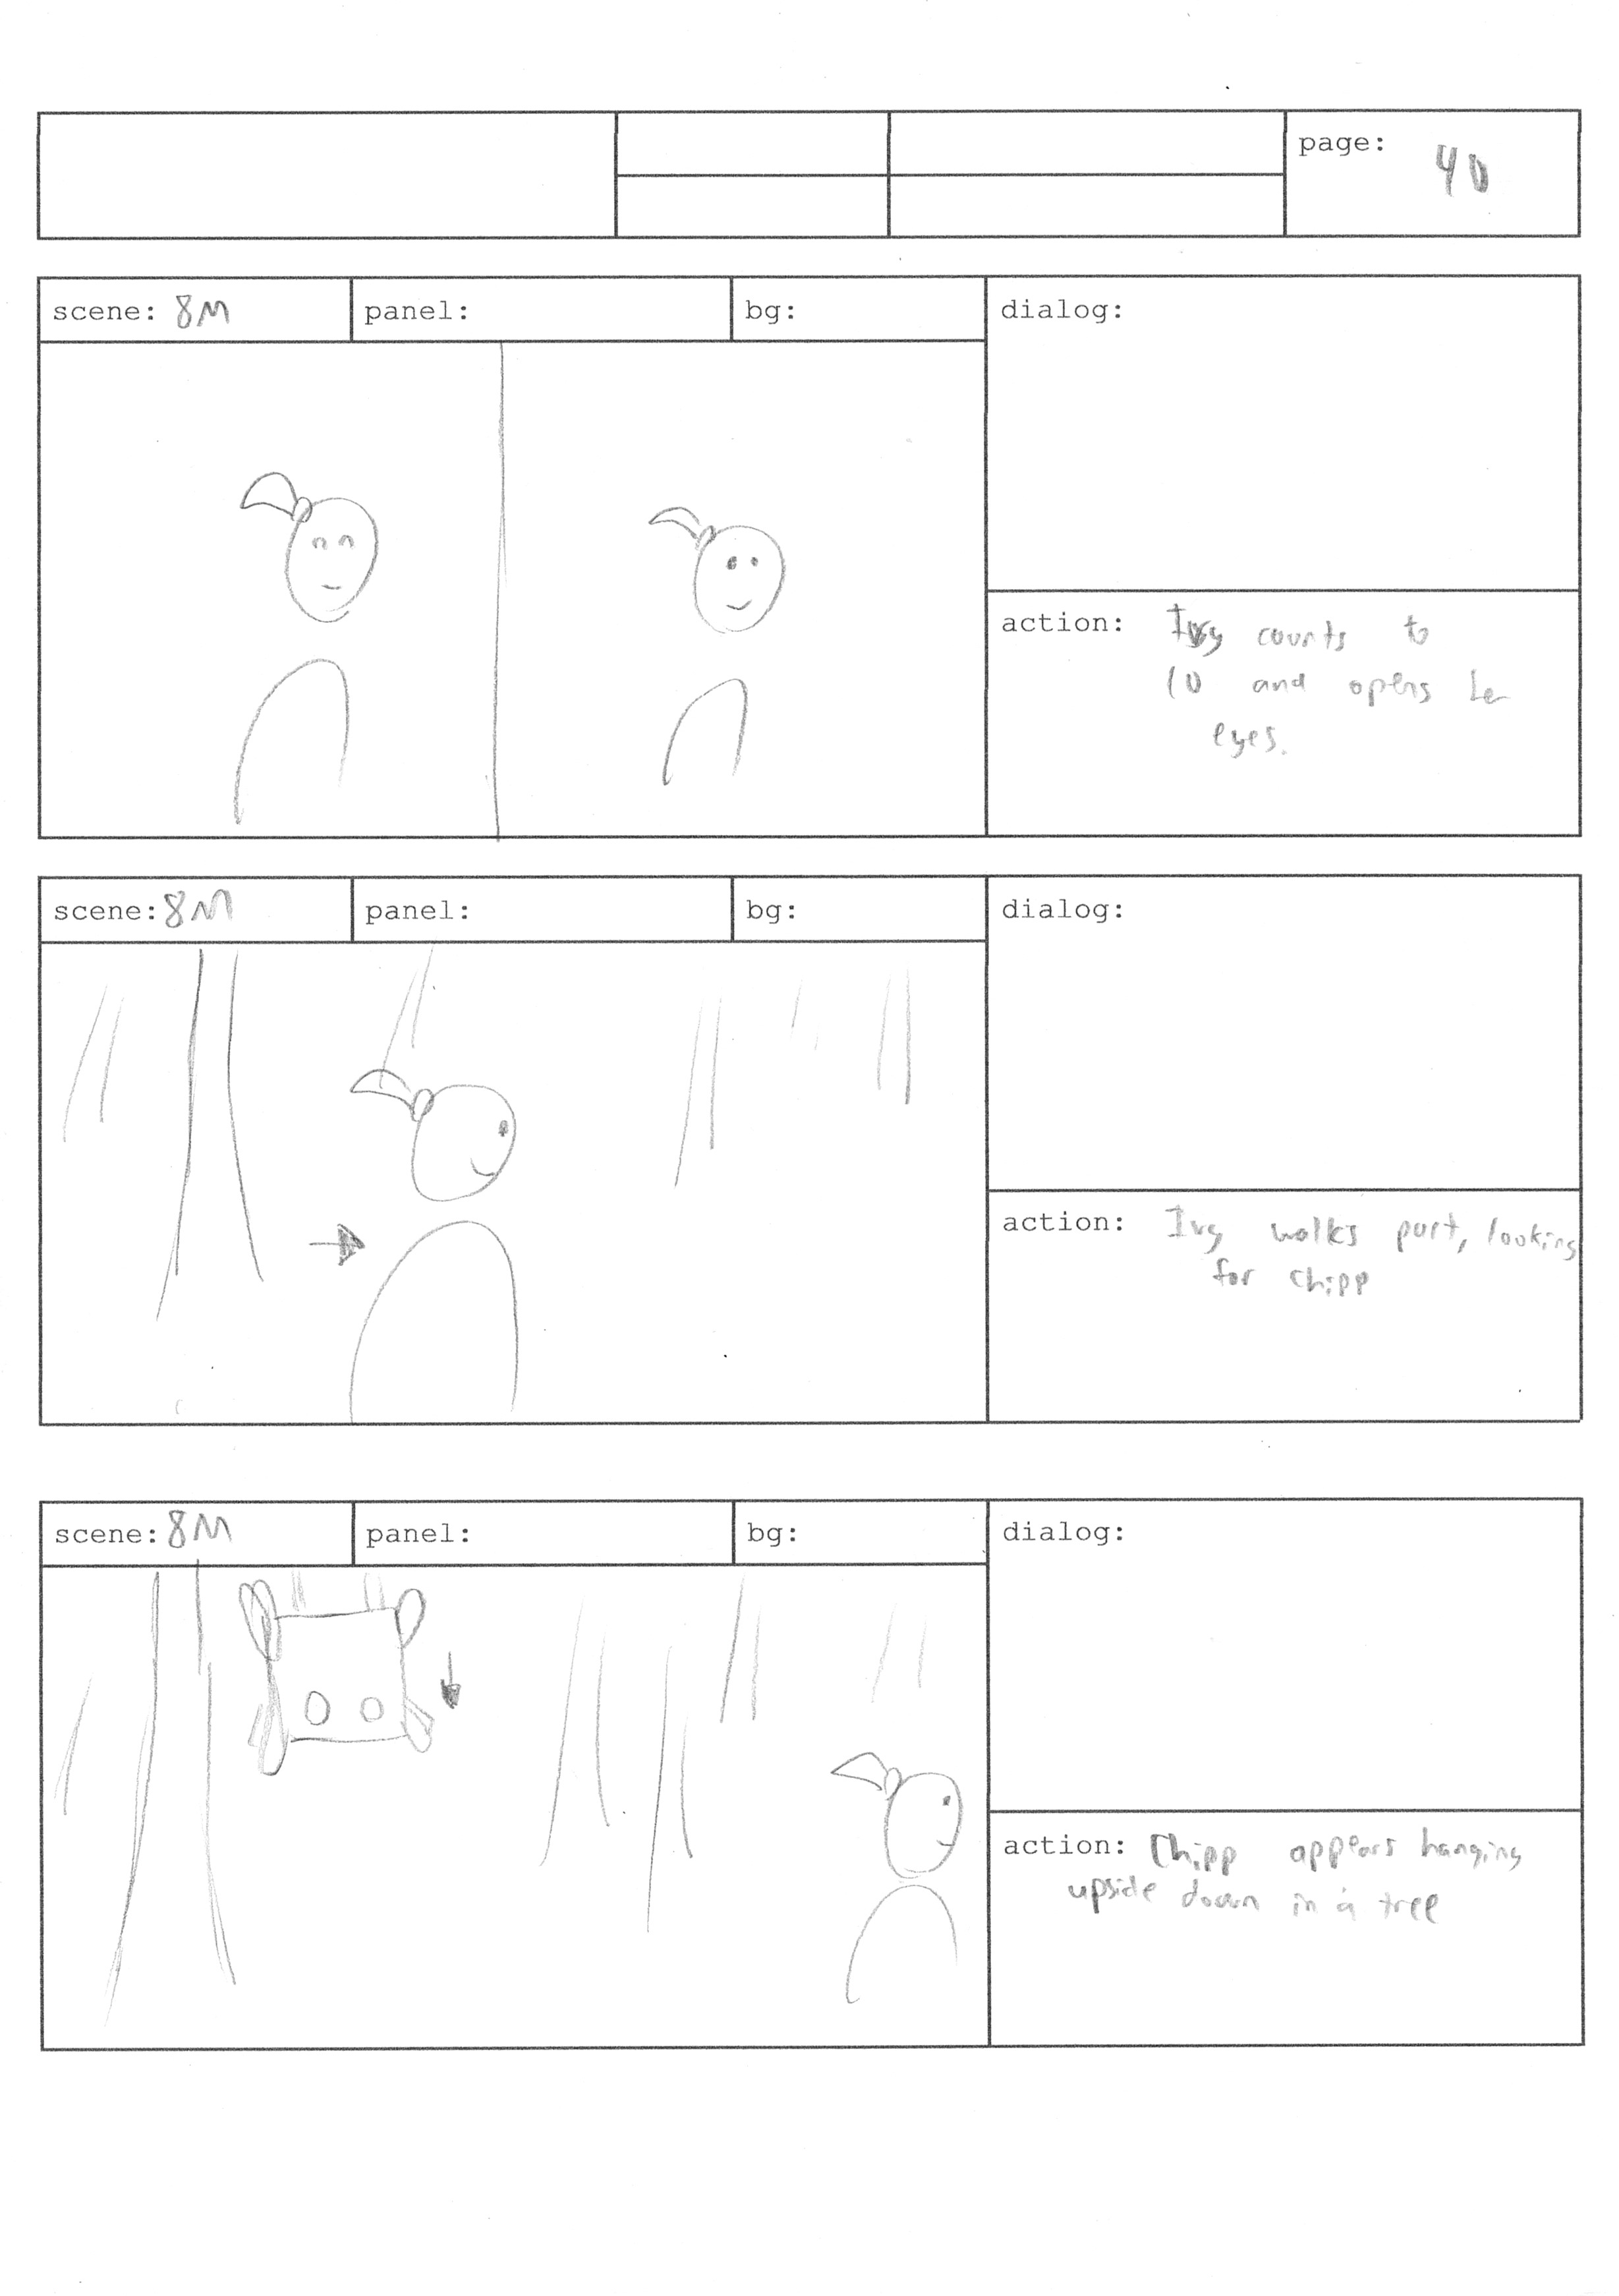 page: 40
scene: 8M panel: bg: dialog:
action: Ivy counts to
10 and opens her
eyes.
scene: 8M panel: bg: dialog:
action: Ivy walks part, looking
for chipp
scene: 8M panel: bg: dialog:
action: Chipp appears hanging
upside down in a tree